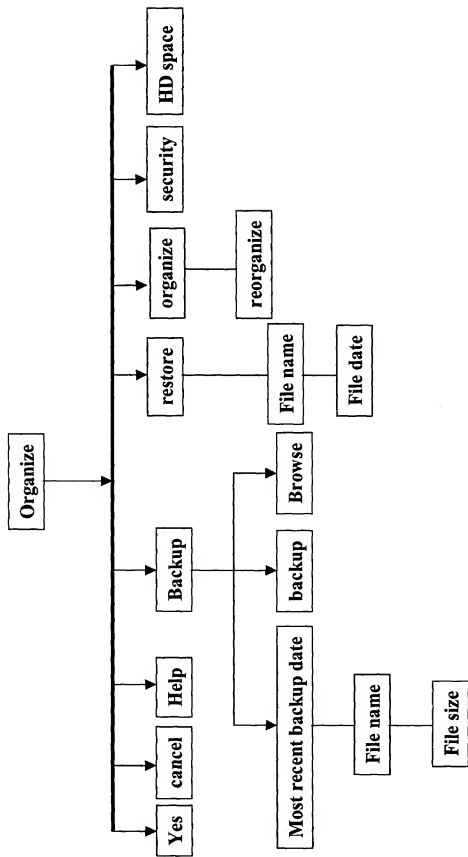 Organize
Yes
cancel
Help
Backup
restore
organize
security
HD space
Most recent backup date
backup
Browse
File name
reorganize
File name
File date
File size